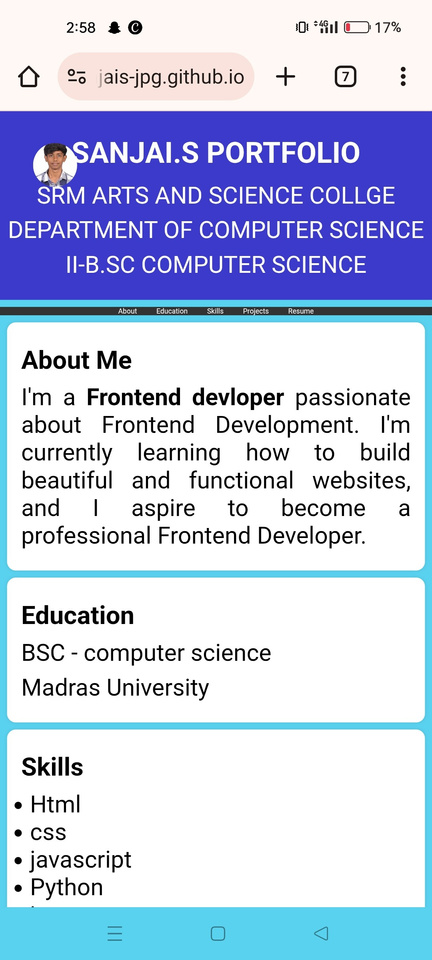 2:58
4G
17%
jais-jpg.github.io
7
SANJAI.S PORTFOLIO
SRM ARTS AND SCIENCE COLLGE
DEPARTMENT OF COMPUTER SCIENCE
II-B.SC COMPUTER SCIENCE
About Education Skills Projects Resume
About Me
I'm a Frontend devloper passionate
about Frontend Development. I'm
currently learning how to build
beautiful and functional websites,
and I aspire to become a
professional Frontend Developer.
Education
BSC - computer science
Madras University
Skills
• Html
• css
• javascript
• Python